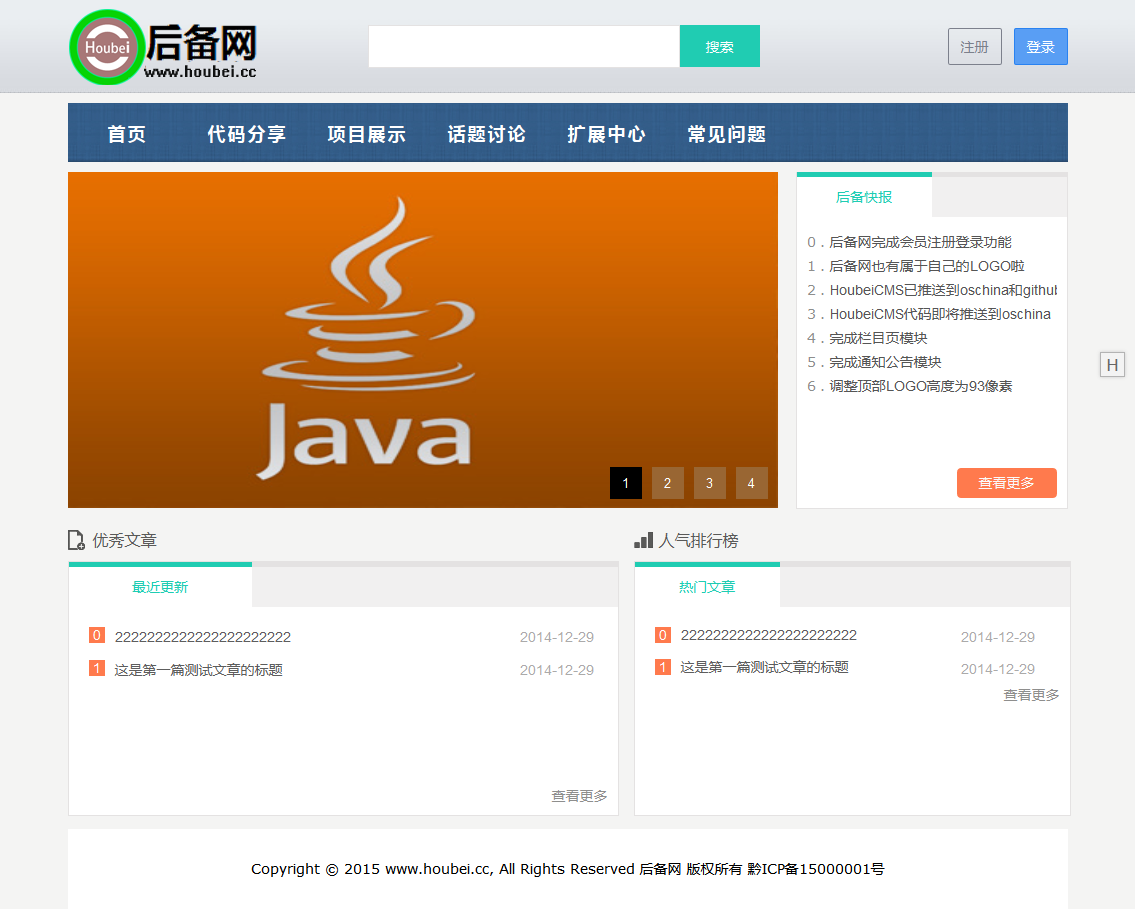 Houbei
后备网
www.houbei.cc
搜索
注册
登录
首页 代码分享 项目展示 话题讨论 扩展中心 常见问题
Java
1 2 3 4
后备快报
0 . 后备网完成会员注册登录功能
1 . 后备网也有属于自己的LOGO啦
2 . HoubeiCMS已推送到oschina和github
3 . HoubeiCMS代码即将推送到oschina
4 . 完成栏目页模块
5 . 完成通知公告模块
6 . 调整顶部LOGO高度为93像素
查看更多
H
优秀文章
最近更新
0 2222222222222222222222 2014-12-29
1 这是第一篇测试文章的标题 2014-12-29
查看更多
人气排行榜
热门文章
0 2222222222222222222222 2014-12-29
1 这是第一篇测试文章的标题 2014-12-29
查看更多
Copyright © 2015 www.houbei.cc, All Rights Reserved 后备网 版权所有 黔ICP备15000001号